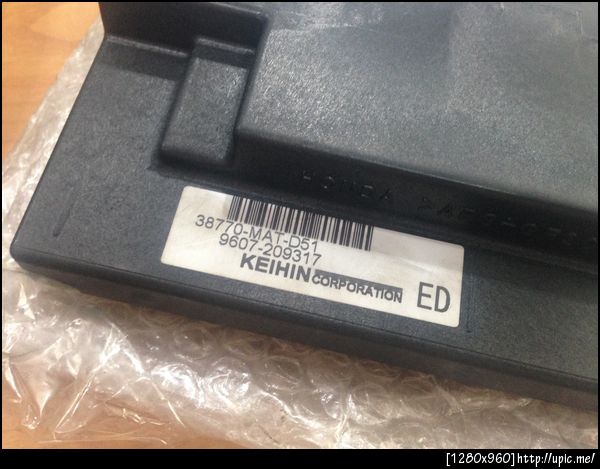 HONDA
38770-MAT-D51
9607-209317
KEIHIN CORPORATION ED
[1280x960]http://upic.me/